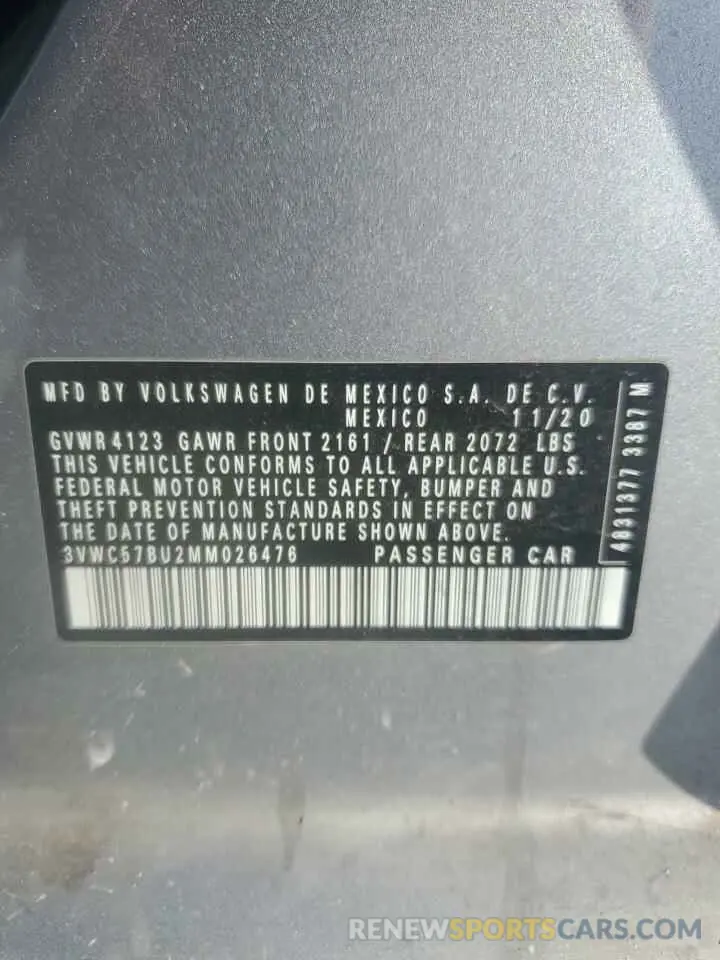 MFD BY VOLKSWAGEN DE MEXICO S.A. DE C.V.
MEXICO 11/20
GVWR 4123 GAWR FRONT 2161 / REAR 2072 LBS
THIS VEHICLE CONFORMS TO ALL APPLICABLE U.S.
FEDERAL MOTOR VEHICLE SAFETY, BUMPER AND
THEFT PREVENTION STANDARDS IN EFFECT ON
THE DATE OF MANUFACTURE SHOWN ABOVE.
3VWC57BU2MM026476 PASSENGER CAR
4831377 3387 M
RENEWSPORTSCARS.COM